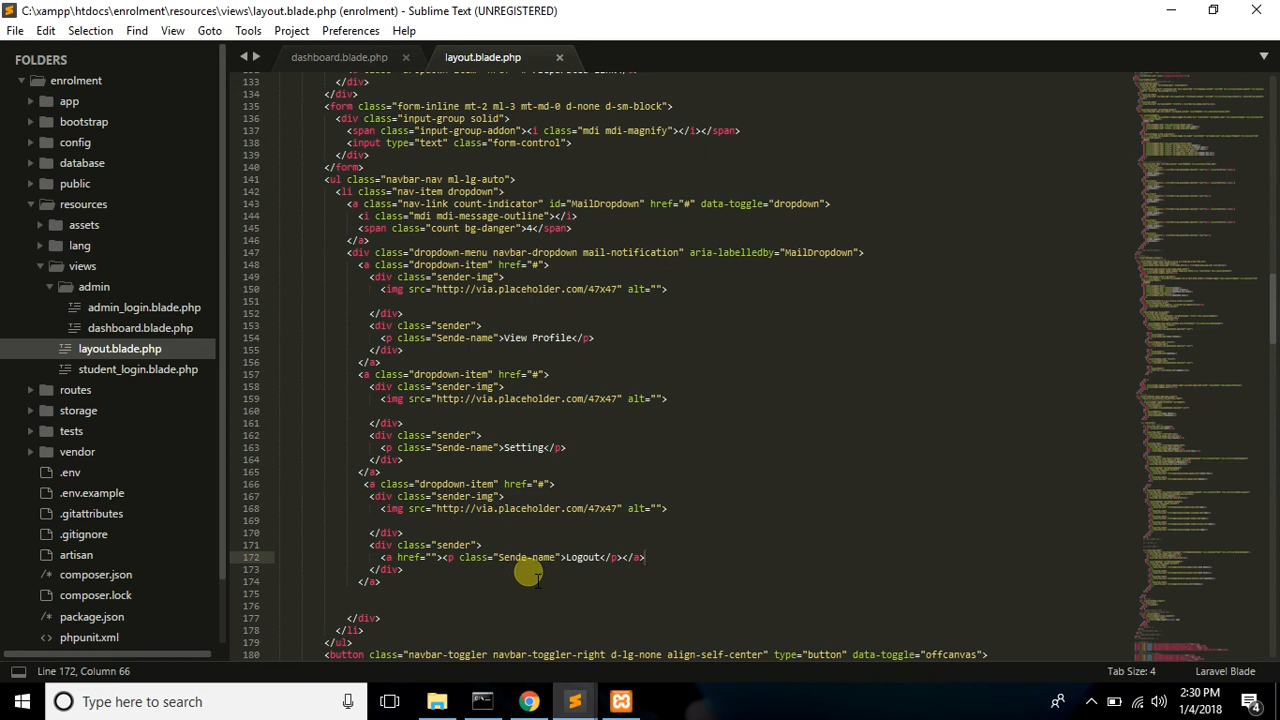 C:\xampp\htdocs\enrolment\resources\views\layout.blade.php (enrolment) - Sublime Text (UNREGISTERED)
File Edit Selection Find View Goto Tools Project Preferences Help
FOLDERS
enrolment
app
bootstrap
config
database
public
resources
assets
lang
views
admin
admin_login.blade.php
dashboard.blade.php
layout.blade.php
student_login.blade.php
routes
storage
tests
vendor
.env
.env.example
.gitattributes
.gitignore
artisan
composer.json
composer.lock
package.json
phpunit.xml
dashboard.blade.php layout.blade.php
133 </div>
134 </div>
135 <form class="form-inline mt-2 ml-3 mt-md-0 d-none d-sm-block">
136 <div class="input-group">
137 <span class="input-group-addon"><i class="mdi mdi-magnify"></i></span>
138 <input type="text" class="form-control">
139 </div>
140 </form>
141 <ul class="navbar-nav ml-lg-auto">
142 <li class="nav-item dropdown">
143 <a class="nav-link count-indicator" id="MailDropdown" href="#" data-toggle="dropdown">
144 <i class="mdi mdi-message-outline"></i>
145 <span class="count bg-danger">4</span>
146 </a>
147 <div class="dropdown-menu navbar-dropdown mail-notification" aria-labelledby="MailDropdown">
148 <a class="dropdown-item" href="#">
149 <div class="sender-img">
150 <img src="http://via.placeholder.com/47x47" alt="">
151
152 </div>
153 <div class="sender">
154 <p class="Sende-name">View Profile</p>
155 </div>
156 </a>
157 <a class="dropdown-item" href="#">
158 <div class="sender-img">
159 <img src="http://via.placeholder.com/47x47" alt="">
160
161 </div>
162 <div class="sender">
163 <p class="Sende-name">Setting</p>
164 </div>
165 </a>
166 <a class="dropdown-item" href="#">
167 <div class="sender-img">
168 <img src="http://via.placeholder.com/47x47" alt="">
169
170 </div>
171 <div class="sender">
172 <a href=""><p class="Sende-name">Logout</p></a>
173 </div>
174 </a>
175
176
177 </div>
178 </li>
179 </ul>
180 <button class="navbar-toggler navbar-toggler-right d-lg-none align-self-center" type="button" data-toggle="offcanvas">
Line 172, Column 66 Tab Size: 4 Laravel Blade
Type here to search
2:30 PM
1/4/2018
4